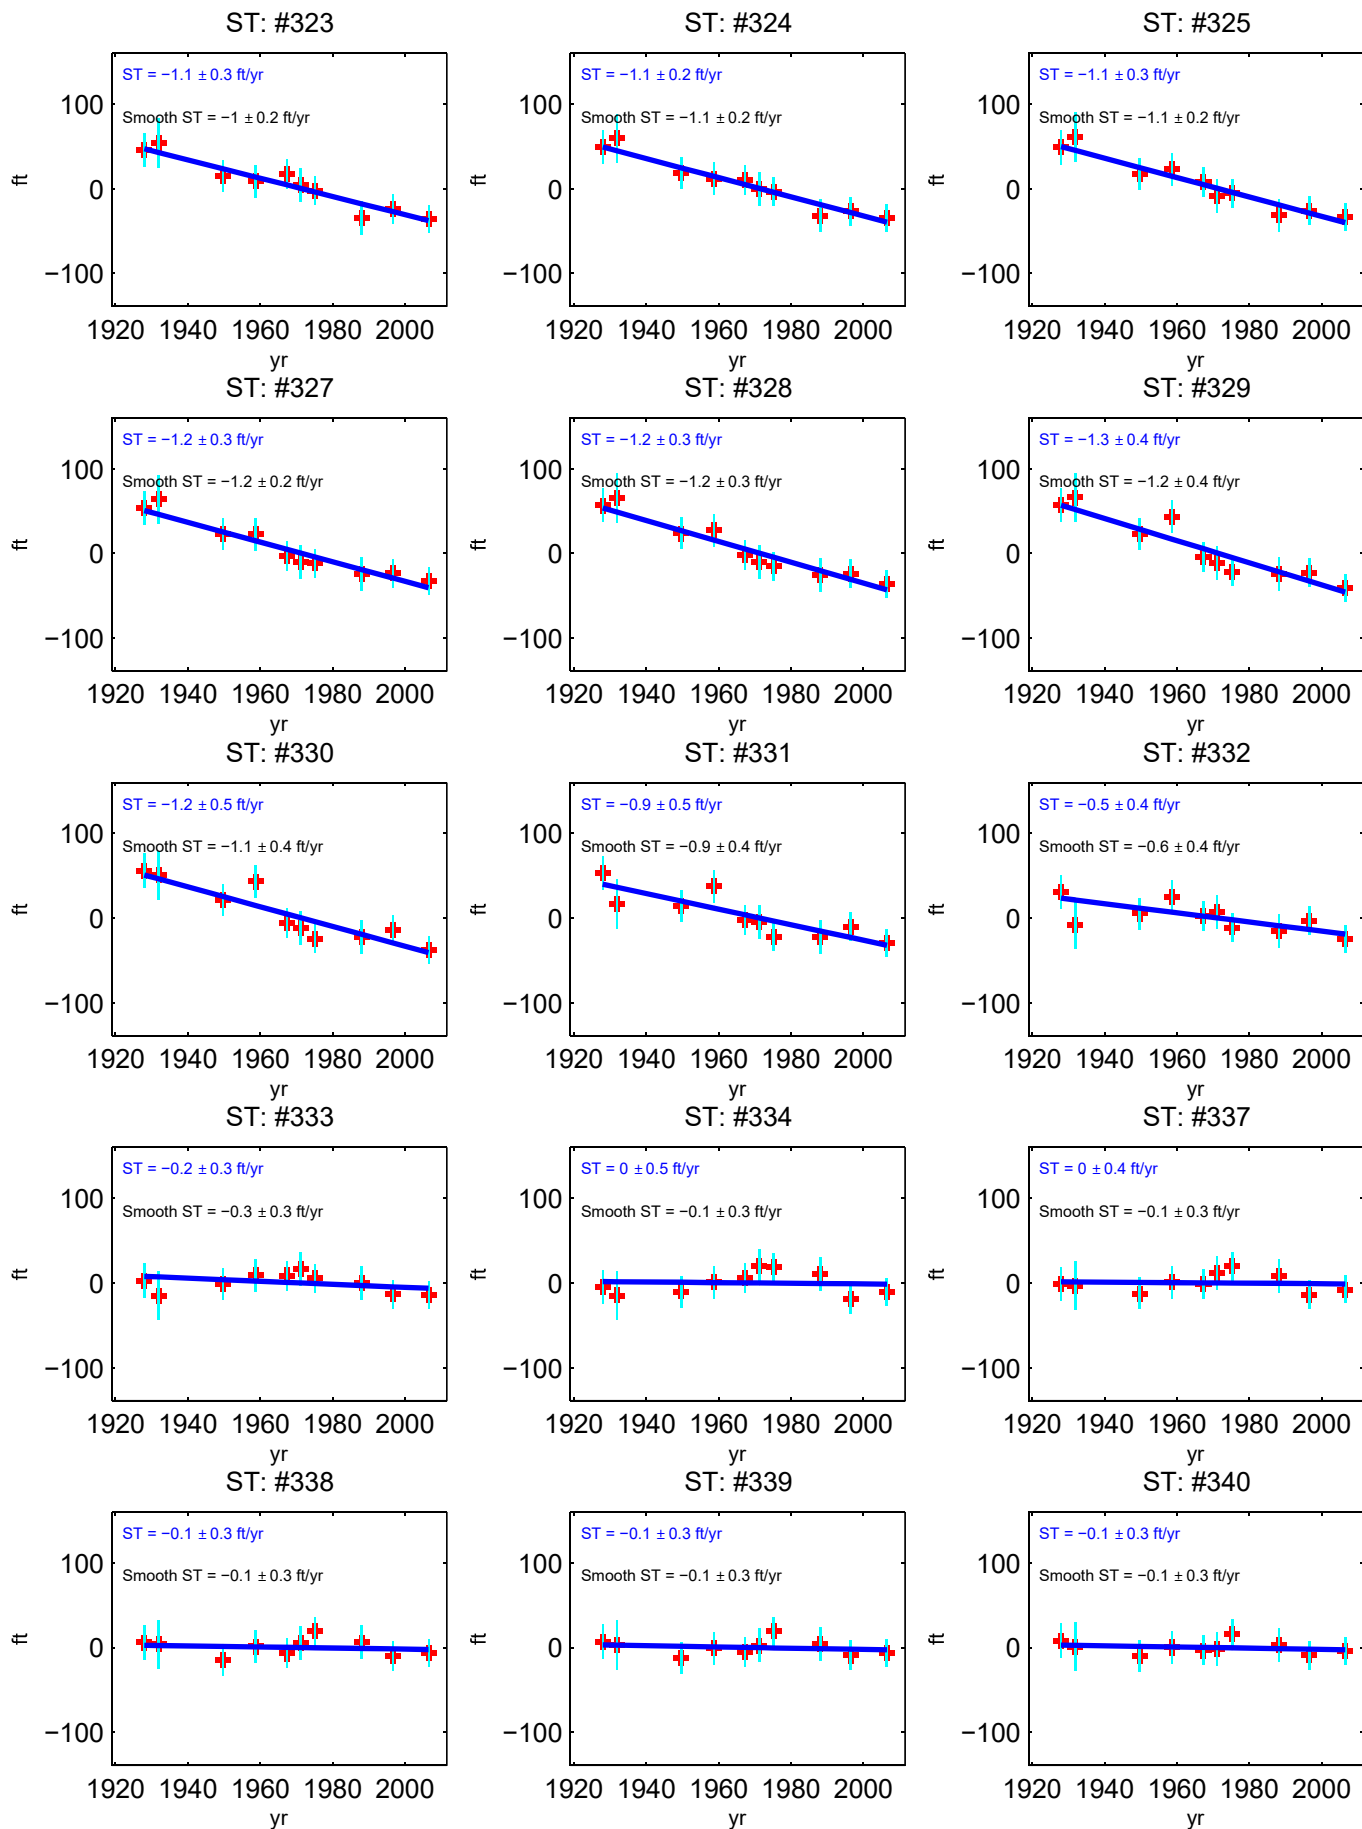 ST: #323
ST: #324
ST: #325
ST = −1.1 ± 0.3 ft/yr
Smooth ST = −1 ± 0.2 ft/yr
100
0
−100
ft
1920 1940 1960 1980 2000
yr
ST = −1.1 ± 0.2 ft/yr
Smooth ST = −1.1 ± 0.2 ft/yr
100
0
−100
ft
1920 1940 1960 1980 2000
yr
ST = −1.1 ± 0.3 ft/yr
Smooth ST = −1.1 ± 0.2 ft/yr
100
0
−100
ft
1920 1940 1960 1980 2000
yr
ST: #327
ST: #328
ST: #329
ST = −1.2 ± 0.3 ft/yr
Smooth ST = −1.2 ± 0.2 ft/yr
100
0
−100
ft
1920 1940 1960 1980 2000
yr
ST = −1.2 ± 0.3 ft/yr
Smooth ST = −1.2 ± 0.3 ft/yr
100
0
−100
ft
1920 1940 1960 1980 2000
yr
ST = −1.3 ± 0.4 ft/yr
Smooth ST = −1.2 ± 0.4 ft/yr
100
0
−100
ft
1920 1940 1960 1980 2000
yr
ST: #330
ST: #331
ST: #332
ST = −1.2 ± 0.5 ft/yr
Smooth ST = −1.1 ± 0.4 ft/yr
100
0
−100
ft
1920 1940 1960 1980 2000
yr
ST = −0.9 ± 0.5 ft/yr
Smooth ST = −0.9 ± 0.4 ft/yr
100
0
−100
ft
1920 1940 1960 1980 2000
yr
ST = −0.5 ± 0.4 ft/yr
Smooth ST = −0.6 ± 0.4 ft/yr
100
0
−100
ft
1920 1940 1960 1980 2000
yr
ST: #333
ST: #334
ST: #337
ST = −0.2 ± 0.3 ft/yr
Smooth ST = −0.3 ± 0.3 ft/yr
100
0
−100
ft
1920 1940 1960 1980 2000
yr
ST = 0 ± 0.5 ft/yr
Smooth ST = −0.1 ± 0.3 ft/yr
100
0
−100
ft
1920 1940 1960 1980 2000
yr
ST = 0 ± 0.4 ft/yr
Smooth ST = −0.1 ± 0.3 ft/yr
100
0
−100
ft
1920 1940 1960 1980 2000
yr
ST: #338
ST: #339
ST: #340
ST = −0.1 ± 0.3 ft/yr
Smooth ST = −0.1 ± 0.3 ft/yr
100
0
−100
ft
1920 1940 1960 1980 2000
yr
ST = −0.1 ± 0.3 ft/yr
Smooth ST = −0.1 ± 0.3 ft/yr
100
0
−100
ft
1920 1940 1960 1980 2000
yr
ST = −0.1 ± 0.3 ft/yr
Smooth ST = −0.1 ± 0.3 ft/yr
100
0
−100
ft
1920 1940 1960 1980 2000
yr